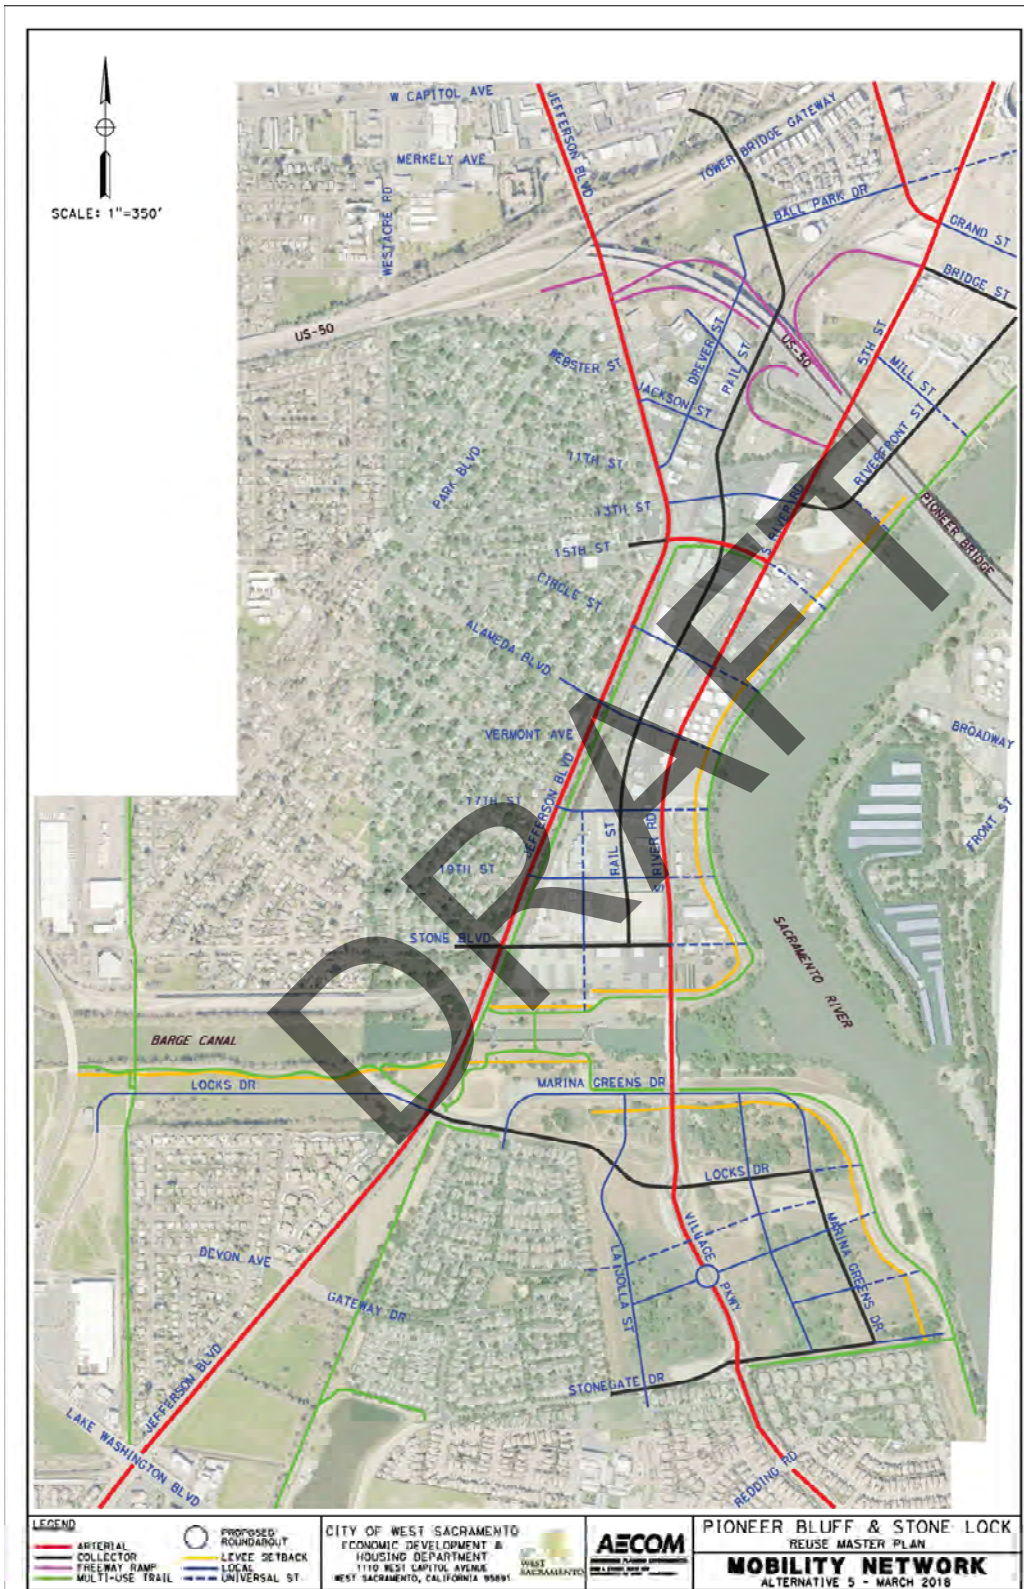 W CAPITOL AVE
JEFFERSON BLVD
TOWER BRIDGE GATEWAY
MERKELY AVE
WESTACRE RD
BALL PARK DR
SCALE: 1"=350'
GRAND ST
BRIDGE ST
US-50
US-50
5TH ST
DREVER ST
RAIL ST
WEBSTER ST
MILL ST
JACKSON ST
RIVERFRONT ST
11TH ST
PARK BLVD
13TH ST
S RIVER RD
PIONEER BRIDGE
15TH ST
CIRCLE ST
ALAMEDA BLVD
VERMONT AVE
BROADWAY
JEFFERSON BLVD
17TH ST
FRONT ST
RAIL ST
S RIVER RD
19TH ST
STONE BLVD
SACRAMENTO RIVER
BARGE CANAL
LOCKS DR
MARINA GREENS DR
LOCKS DR
VILLAGE PKWY
MARINA GREENS DR
LA JOLLA ST
DEVON AVE
GATEWAY DR
STONEGATE DR
JEFFERSON BLVD
LAKE WASHINGTON BLVD
REDDING RD
DRAFT
LEGEND
ARTERIAL
COLLECTOR
FREEWAY RAMP
MULTI-USE TRAIL
PROPOSED
ROUNDABOUT
LEVEE SETBACK
LOCAL
UNIVERSAL ST.
CITY OF WEST SACRAMENTO
ECONOMIC DEVELOPMENT &
HOUSING DEPARTMENT
1110 WEST CAPITOL AVENUE
WEST SACRAMENTO, CALIFORNIA 95691
WEST
SACRAMENTO
AECOM
PIONEER BLUFF & STONE LOCK
REUSE MASTER PLAN
MOBILITY NETWORK
ALTERNATIVE 5 - MARCH 2018